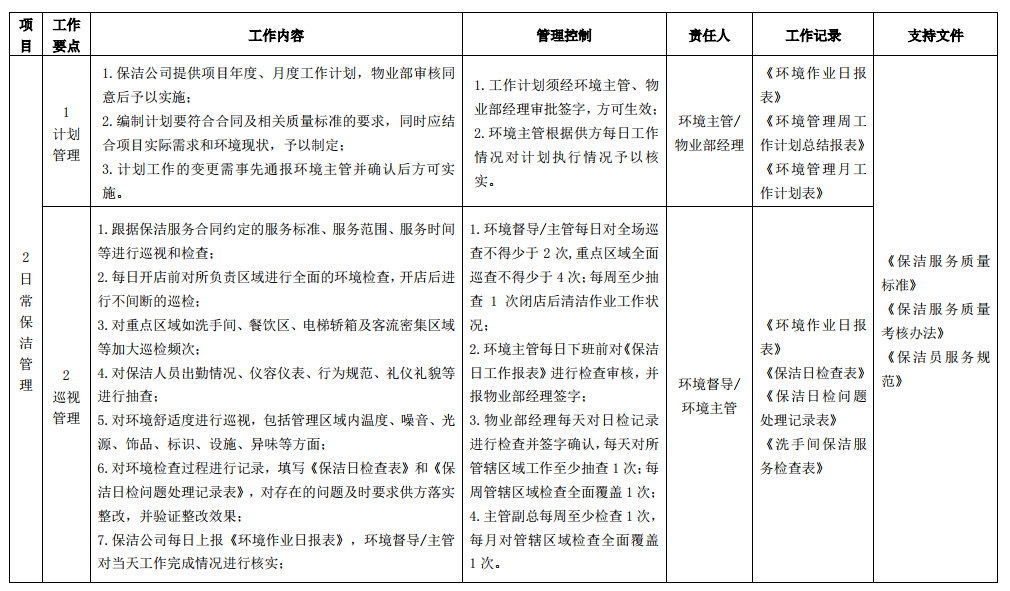 项目
工作要点
工作内容
管理控制
责任人
工作记录
支持文件
2
日常保洁管理
1
计划
管理
1.保洁公司提供项目年度、月度工作计划，物业部审核同
意后予以实施；
2.编制计划要符合合同及相关质量标准的要求，同时应结
合项目实际需求和环境现状，予以制定；
3.计划工作的变更需事先通报环境主管并确认后方可实
施。
1.工作计划须经环境主管、物
业部经理审批签字，方可生效；
2.环境主管根据供方每日工作
情况对计划执行情况予以核
实。
环境主管/
物业部经理
《环境作业日报
表》
《环境管理周工
作计划总结报表》
《环境管理月工
作计划表》
2
巡视
管理
1.跟据保洁服务合同约定的服务标准、服务范围、服务时间
等进行巡视和检查；
2.每日开店前对所负责区域进行全面的环境检查，开店后进
行不间断的巡检；
3.对重点区域如洗手间、餐饮区、电梯轿箱及客流密集区域
等加大巡检频次；
4.对保洁人员出勤情况、仪容仪表、行为规范、礼仪礼貌等
进行抽查；
5.对环境舒适度进行巡视，包括管理区域内温度、噪音、光
源、饰品、标识、设施、异味等方面；
6.对环境检查过程进行记录，填写《保洁日检查表》和《保
洁日检问题处理记录表》，对存在的问题及时要求供方落实
整改，并验证整改效果；
7.保洁公司每日上报《环境作业日报表》，环境督导/主管
对当天工作完成情况进行核实；
1.环境督导/主管每日对全场巡
查不得少于 2 次,重点区域全面
巡查不得少于 4 次；每周至少抽
查 1 次闭店后清洁作业工作状
况；
2.环境主管每日下班前对《保洁
日工作报表》进行检查审核，并
报物业部经理签字；
3.物业部经理每天对日检记录
进行检查并签字确认，每天对所
管辖区域工作至少抽查 1 次；每
周管辖区域检查全面覆盖 1 次；
4.主管副总每周至少检查 1 次，
每月对管辖区域检查全面覆盖
1 次。
环境督导/
环境主管
《环境作业日报
表》
《保洁日检查表》
《保洁日检问题
处理记录表》
《洗手间保洁服
务检查表》
《保洁服务质量
标准》
《保洁服务质量
考核办法》
《保洁员服务规
范》